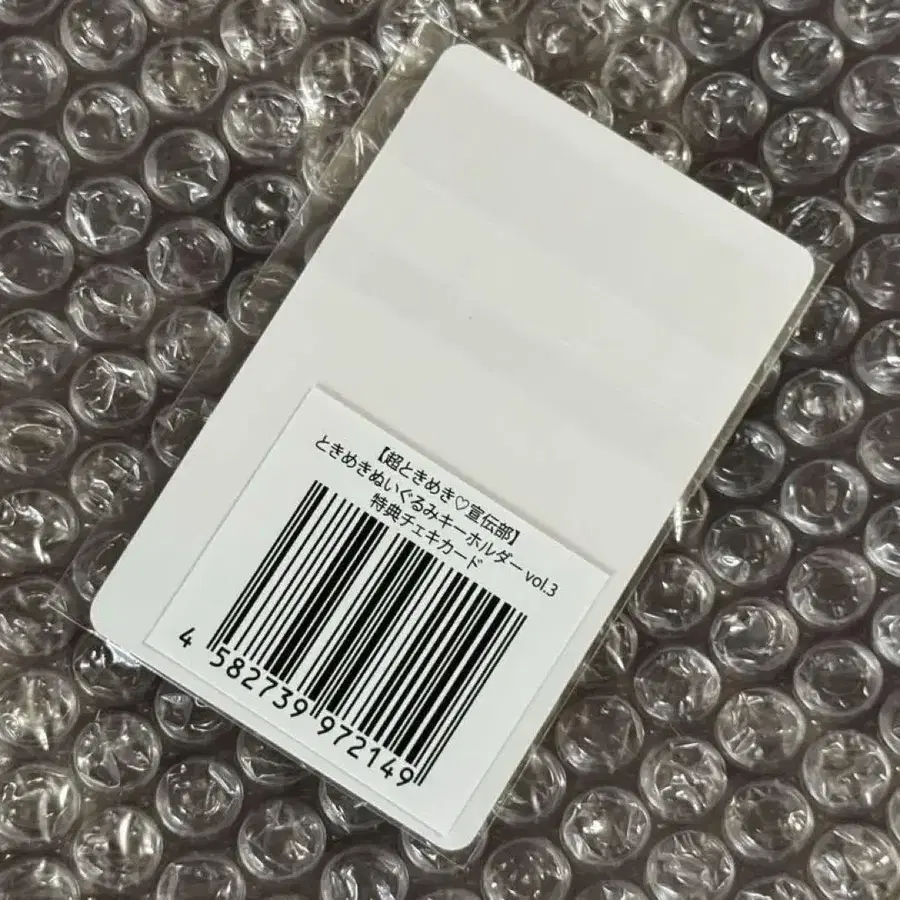 【超ときめき♡宣伝部】
ときめきぬいぐるみキーホルダー vol.3
特典チェキカード
4 582739 972149